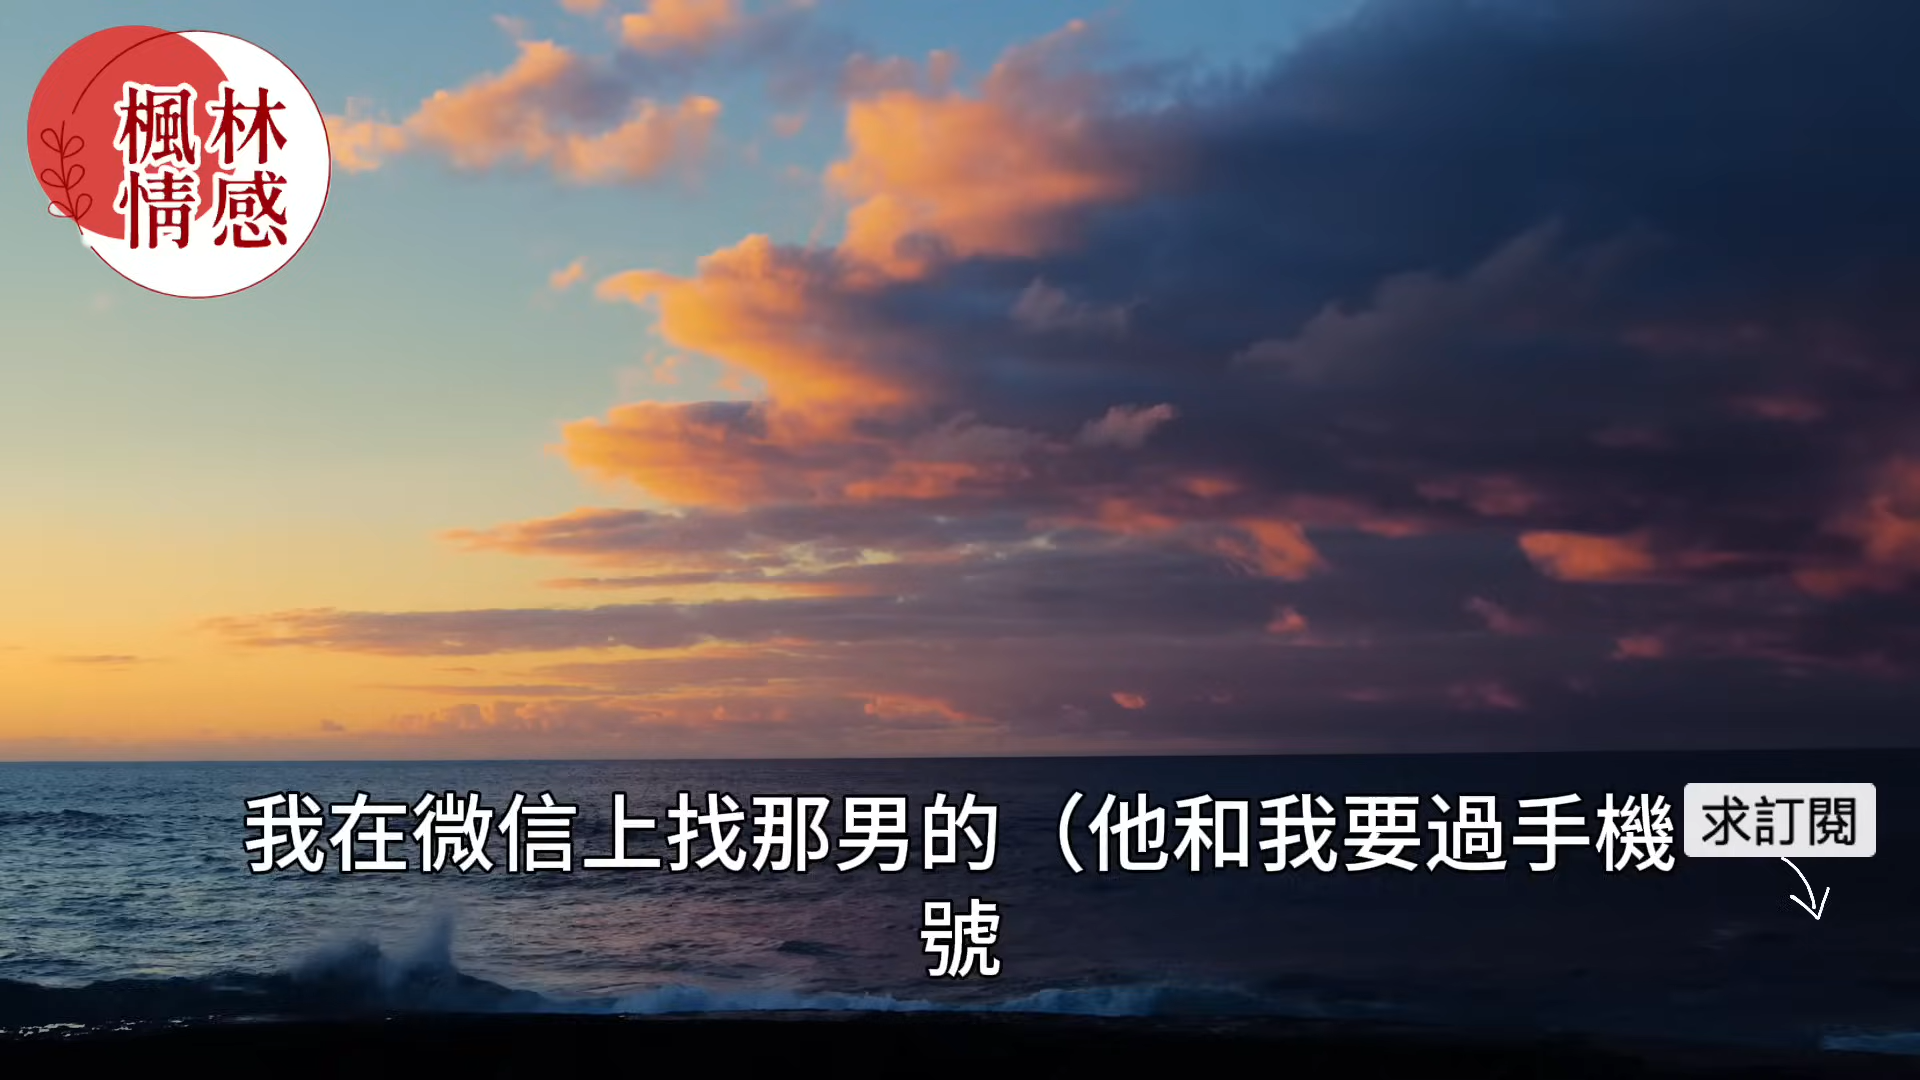 楓林
情感
我在微信上找那男的（他和我要過手機
號
求訂閱